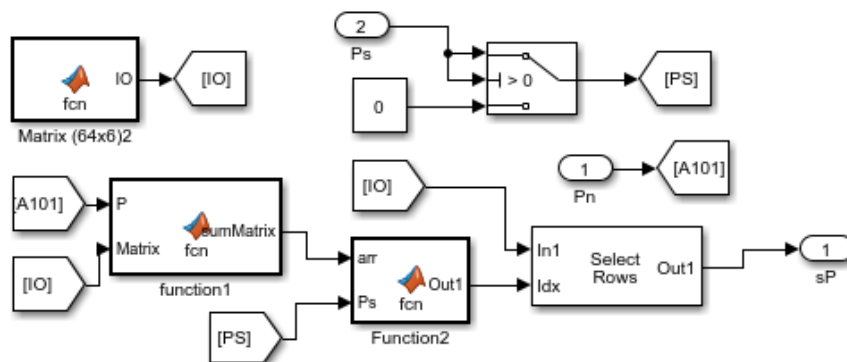 2
Ps
> 0
0
[PS]
IO
fcn
[IO]
Matrix (64x6)2
[A101]
P
Matrix
fcn
sumMatrix
function1
[IO]
[IO]
1
Pn
[A101]
arr
Ps
fcn
Out1
Function2
[PS]
In1
Idx
Select
Rows
Out1
1
sP